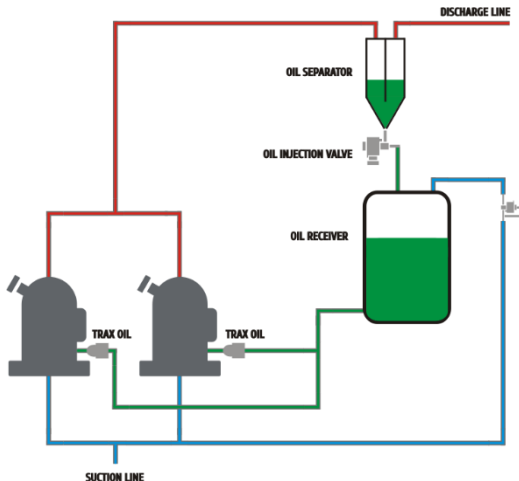 DISCHARGE LINE
OIL SEPARATOR
OIL INJECTION VALVE
OIL RECEIVER
TRAX OIL
TRAX OIL
SUCTION LINE